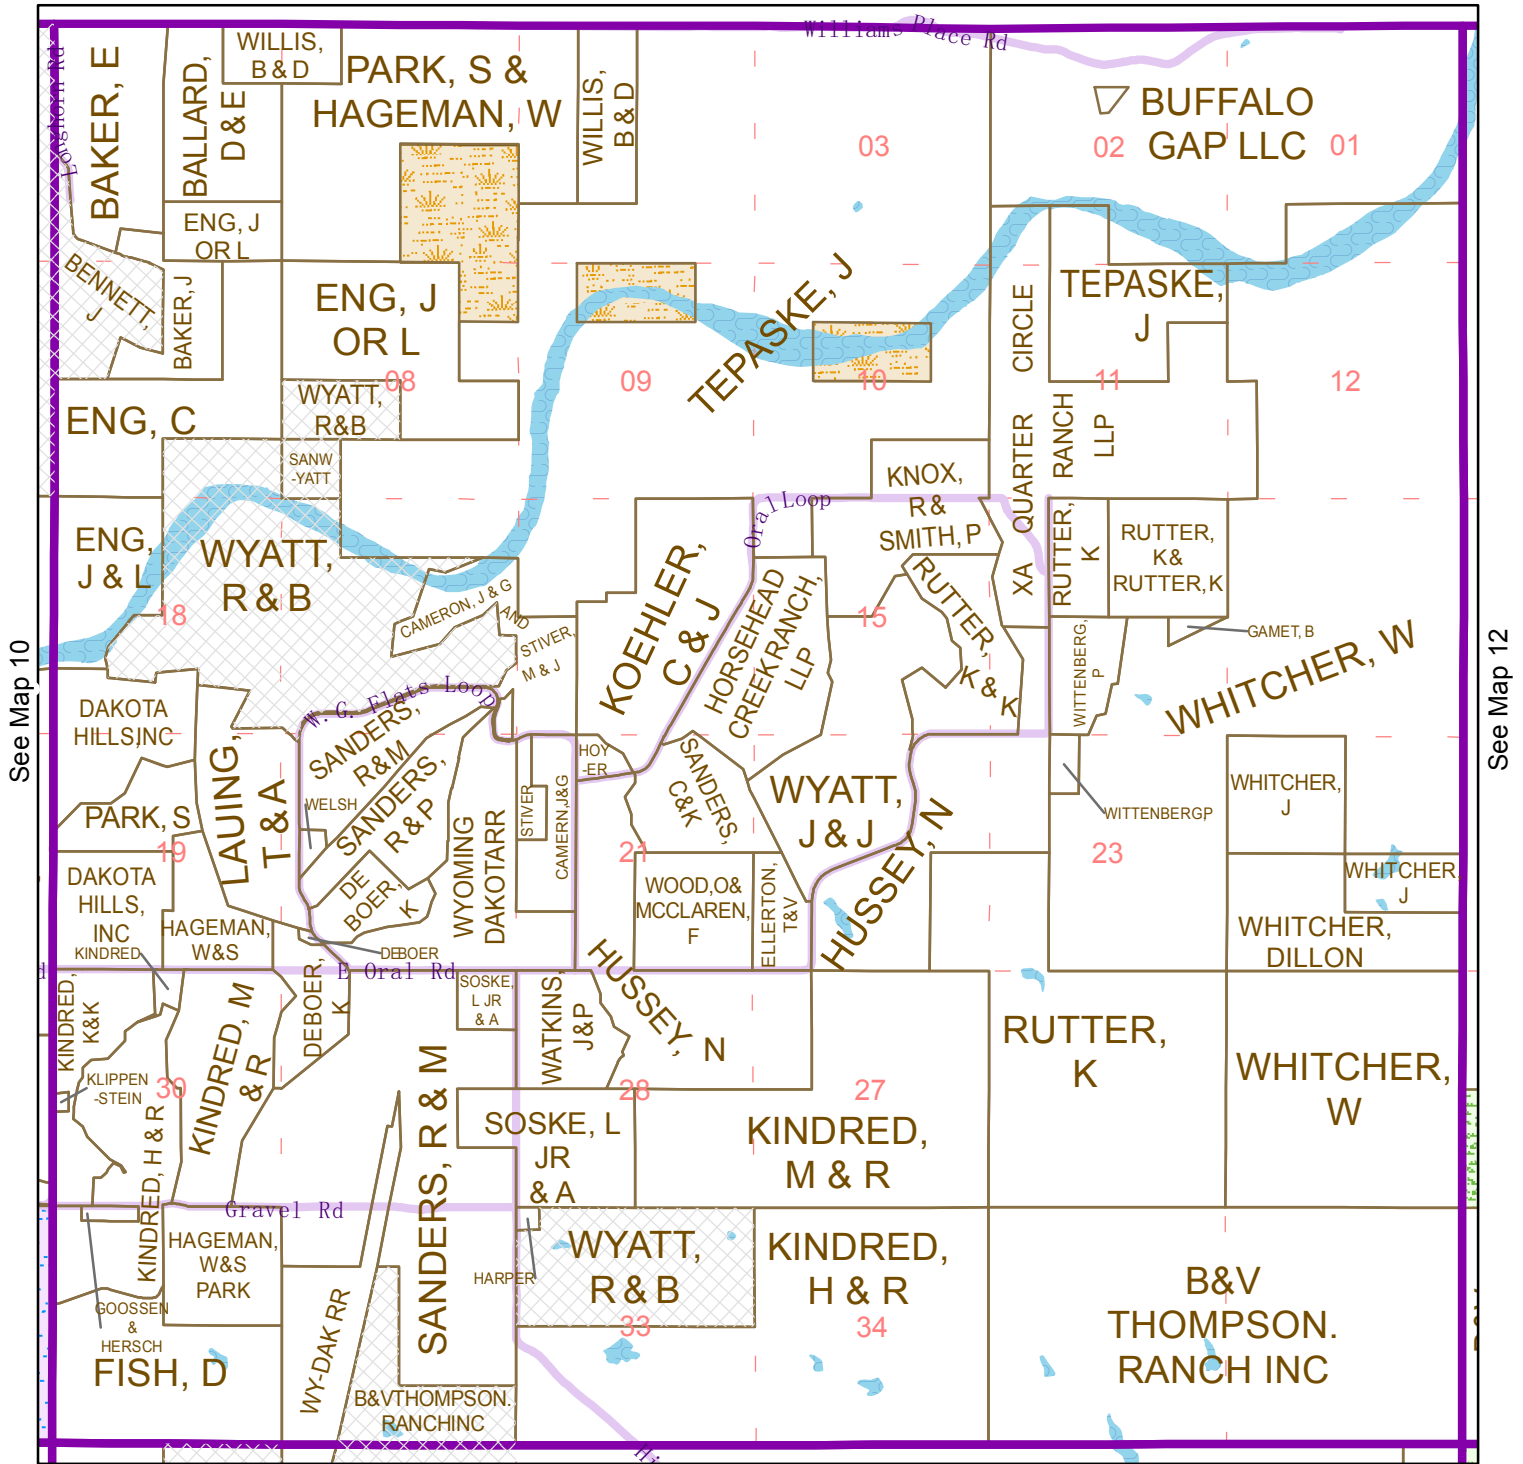 Williams Place Rd
Longhorn Rd
BAKER, E
BALLARD,
D & E
WILLIS,
B & D
PARK, S &
HAGEMAN, W
WILLIS,
B & D
03
02
BUFFALO
GAP LLC
01
ENG, J
OR L
BENNETT,
J
BAKER, J
ENG, J
OR L
08
09
TEPASKE, J
10
XA QUARTER CIRCLE
RANCH
LLP
TEPASKE,
J
11
12
ENG, C
WYATT,
R&B
SANW
-YATT
KNOX,
R &
SMITH, P
Oral Loop
ENG,
J & L
18
WYATT,
R & B
CAMERON, J & G
AND
STIVER,
M & J
KOEHLER,
C & J
HORSEHEAD
CREEK RANCH,
LLP
15
RUTTER,
K & K
RUTTER,
K
RUTTER,
K&
RUTTER,K
GAMET, B
WITTENBERG,
P
WHITCHER, W
See Map 10
See Map 12
DAKOTA
HILLS,INC
LAUING,
T & A
W. G. Flats Loop
SANDERS,
R&M
SANDERS,
R & P
WELSH
HOY
-ER
SANDERS,
C&K
WYATT,
J & J
HUSSEY, N
WITTENBERGP
WHITCHER,
J
PARK, S
19
STIVER
CAMERN,J&G
21
23
WYOMING
DAKOTARR
DE
BOER,
K
DAKOTA
HILLS,
INC
KINDRED
HAGEMAN,
W&S
DEBOER
WOOD,O&
MCCLAREN,
F
ELLERTON,
T&V
WHITCHER,
J
WHITCHER,
DILLON
E Oral Rd
KINDRED,
K&K
DEBOER,
K
SOSKE,
L JR
& A
WATKINS,
J&P
HUSSEY, N
RUTTER,
K
WHITCHER,
W
KLIPPEN
-STEIN
30
KINDRED, M
& R
KINDRED, H & R
SANDERS, R & M
28
27
SOSKE, L
JR
& A
KINDRED,
M & R
Gravel Rd
HAGEMAN,
W&S
PARK
HARPER
WYATT,
R & B
33
KINDRED,
H & R
34
B&V
THOMPSON.
RANCH INC
GOOSSEN
&
HERSCH
FISH, D
WY-DAK RR
B&VTHOMPSON.
RANCHINC